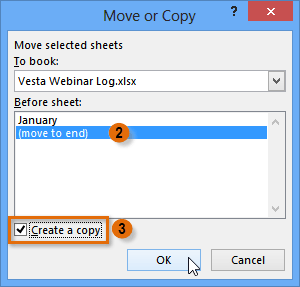 Move or Copy
?
Move selected sheets
To book:
Vesta Webinar Log.xlsx
Before sheet:
January
(move to end)
2
Create a copy
3
OK
Cancel